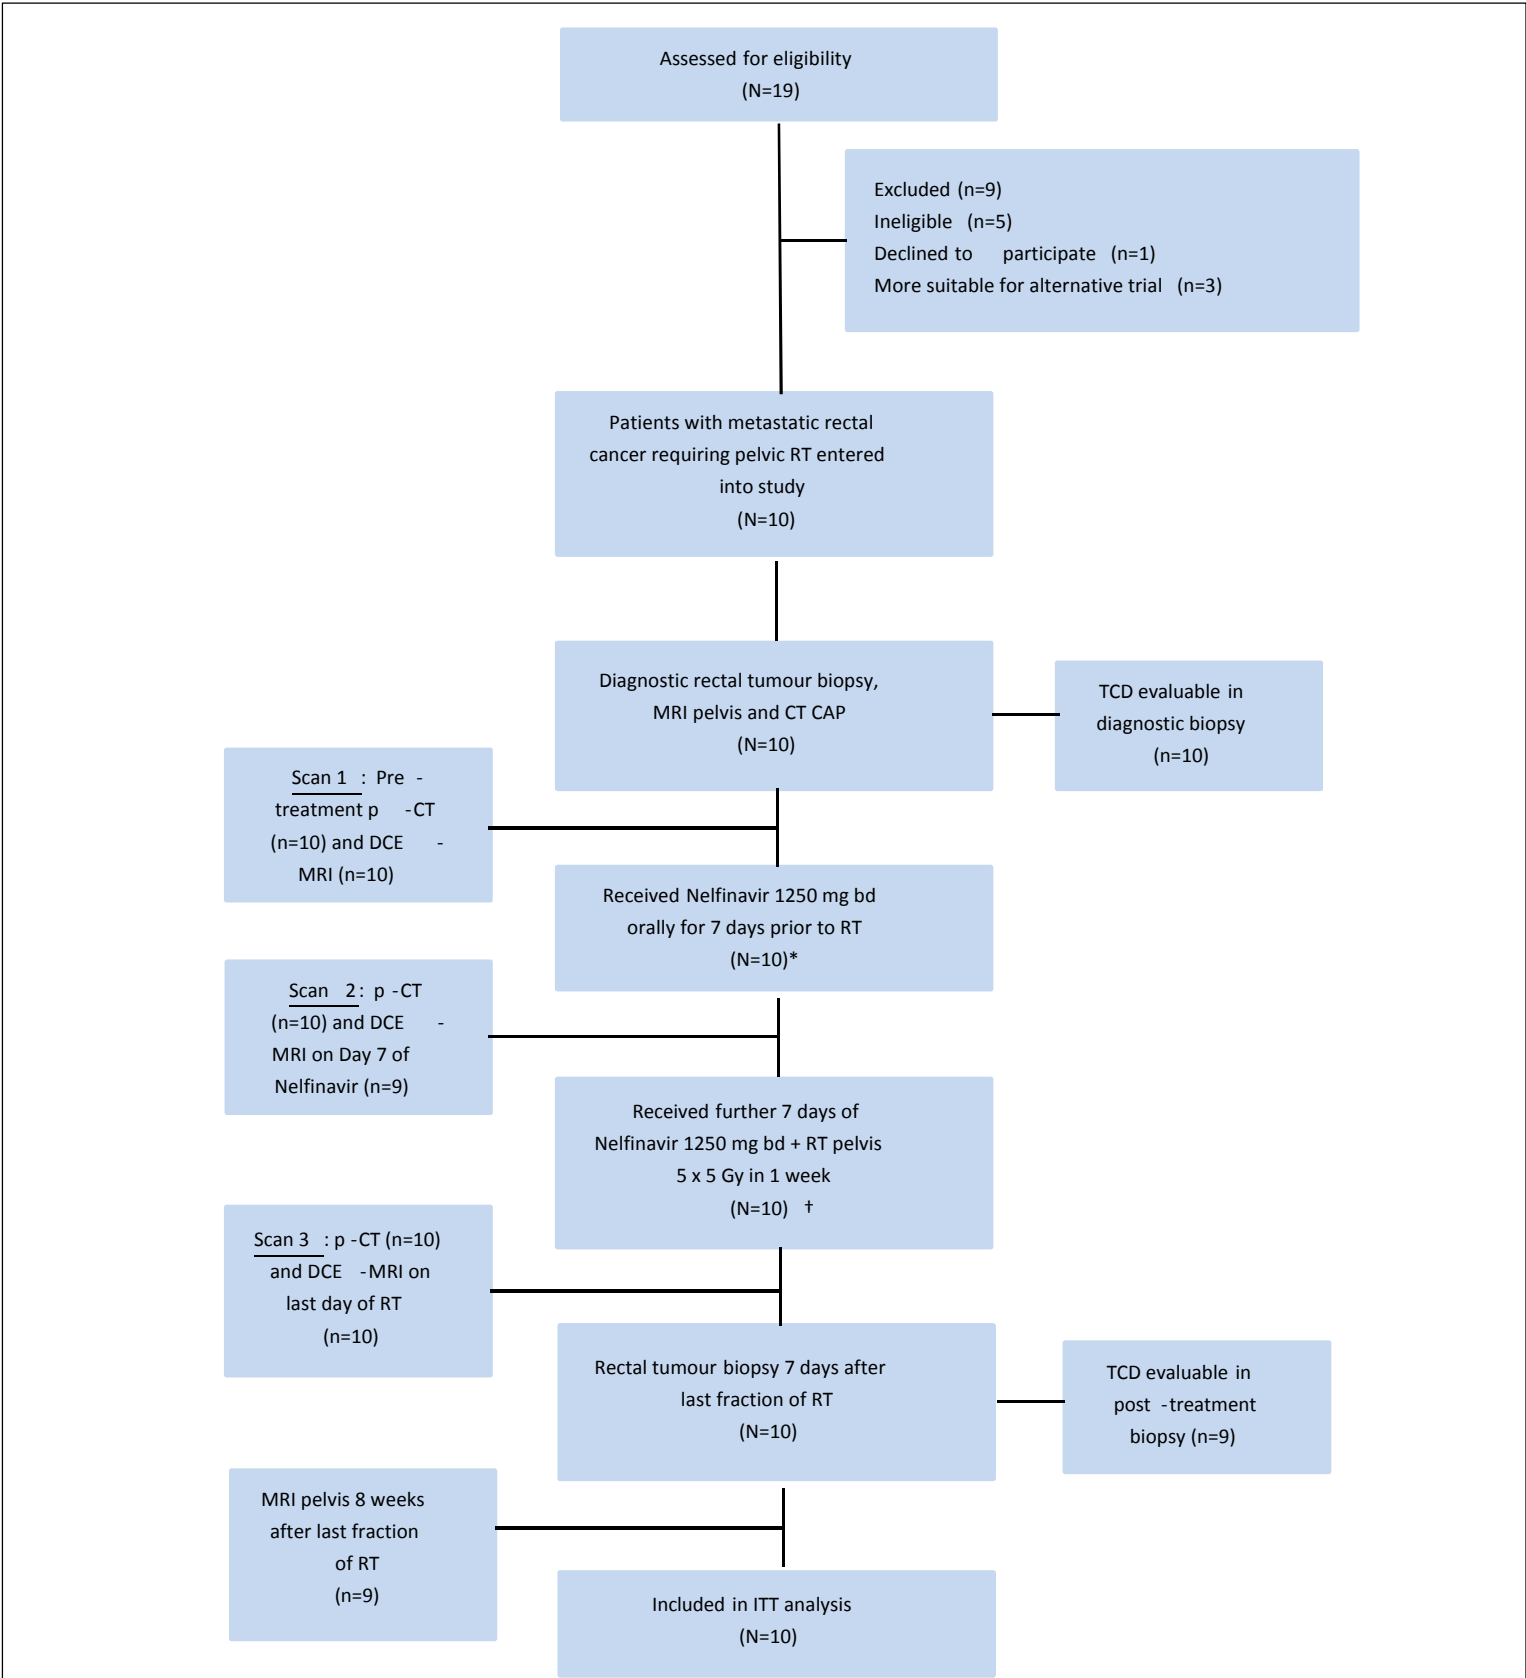 Assessed for eligibility
(N=19)
Excluded (n=9)
Ineligible (n=5)
Declined to participate (n=1)
More suitable for alternative trial (n=3)
Patients with metastatic rectal
cancer requiring pelvic RT entered
into study
(N=10)
Diagnostic rectal tumour biopsy,
MRI pelvis and CT CAP
(N=10)
TCD evaluable in
diagnostic biopsy
(n=10)
Scan 1 : Pre -
treatment p -CT
(n=10) and DCE -
MRI (n=10)
Received Nelfinavir 1250 mg bd
orally for 7 days prior to RT
(N=10)*
Scan 2: p -CT
(n=10) and DCE -
MRI on Day 7 of
Nelfinavir (n=9)
Received further 7 days of
Nelfinavir 1250 mg bd + RT pelvis
5 x 5 Gy in 1 week
(N=10) †
Scan 3 : p -CT (n=10)
and DCE -MRI on
last day of RT
(n=10)
Rectal tumour biopsy 7 days after
last fraction of RT
(N=10)
TCD evaluable in
post -treatment
biopsy (n=9)
MRI pelvis 8 weeks
after last fraction
of RT
(n=9)
Included in ITT analysis
(N=10)